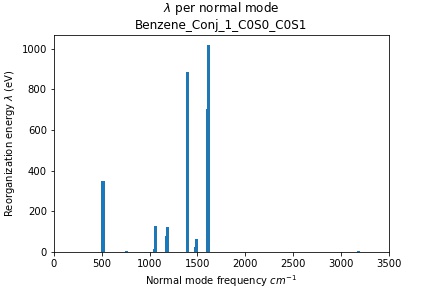 λ per normal mode
Benzene_Conj_1_C0S0_C0S1
Reorganization energy λ (eV)
1000
800
600
400
200
0
0 500 1000 1500 2000 2500 3000 3500
Normal mode frequency cm⁻¹